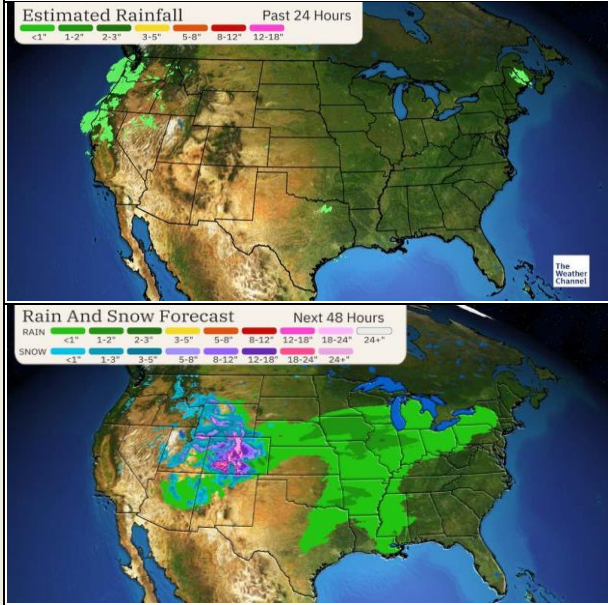 Estimated Rainfall Past 24 Hours
<1" 1-2" 2-3" 3-5" 5-8" 8-12" 12-18"
The
Weather
Channel
Rain And Snow Forecast Next 48 Hours
RAIN
<1" 1-2" 2-3" 3-5" 5-8" 8-12" 12-18" 18-24" 24+"
SNOW
<1" 1-3" 3-5" 5-8" 8-12" 12-18" 18-24" 24+"